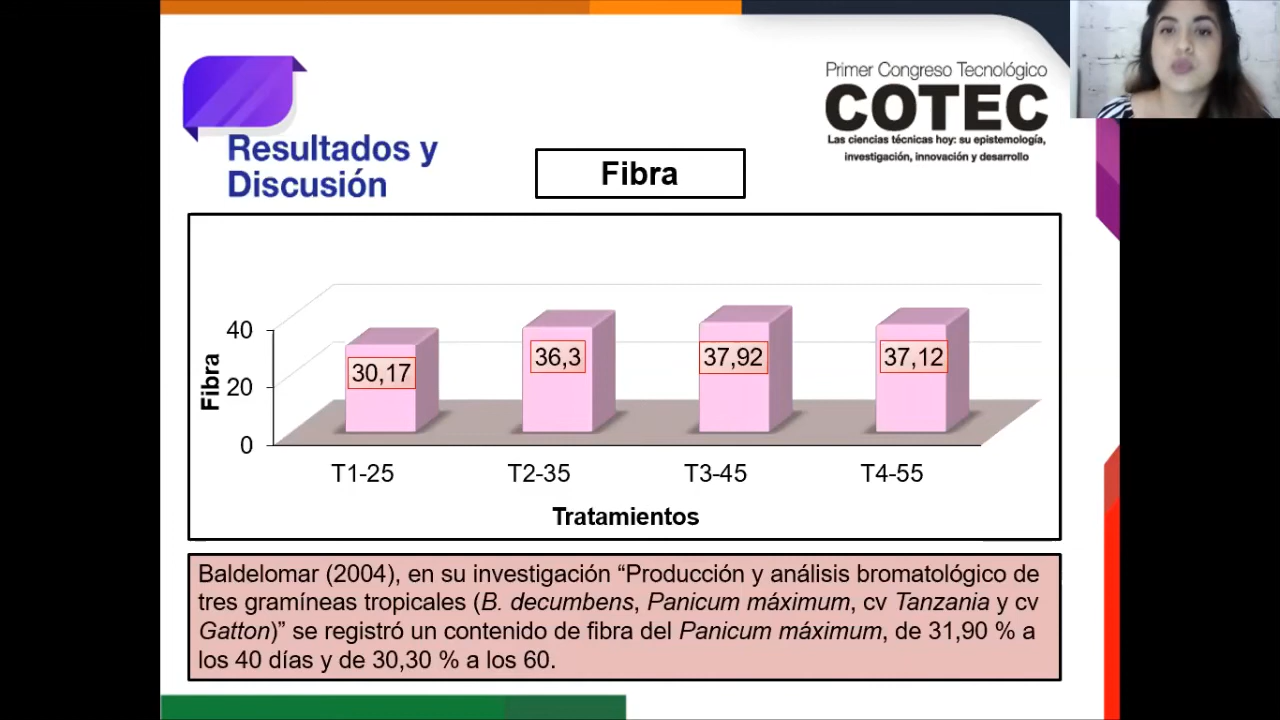 Primer Congreso Tecnológico
COTEC
Las ciencias técnicas hoy: su epistemología,
investigación, innovación y desarrollo
Resultados y
Discusión
Fibra
Fibra
40
20
0
30,17
36,3
37,92
37,12
T1-25
T2-35
T3-45
T4-55
Tratamientos
Baldelomar (2004), en su investigación “Producción y análisis bromatológico de
tres gramíneas tropicales (B. decumbens, Panicum máximum, cv Tanzania y cv
Gatton)” se registró un contenido de fibra del Panicum máximum, de 31,90 % a
los 40 días y de 30,30 % a los 60.